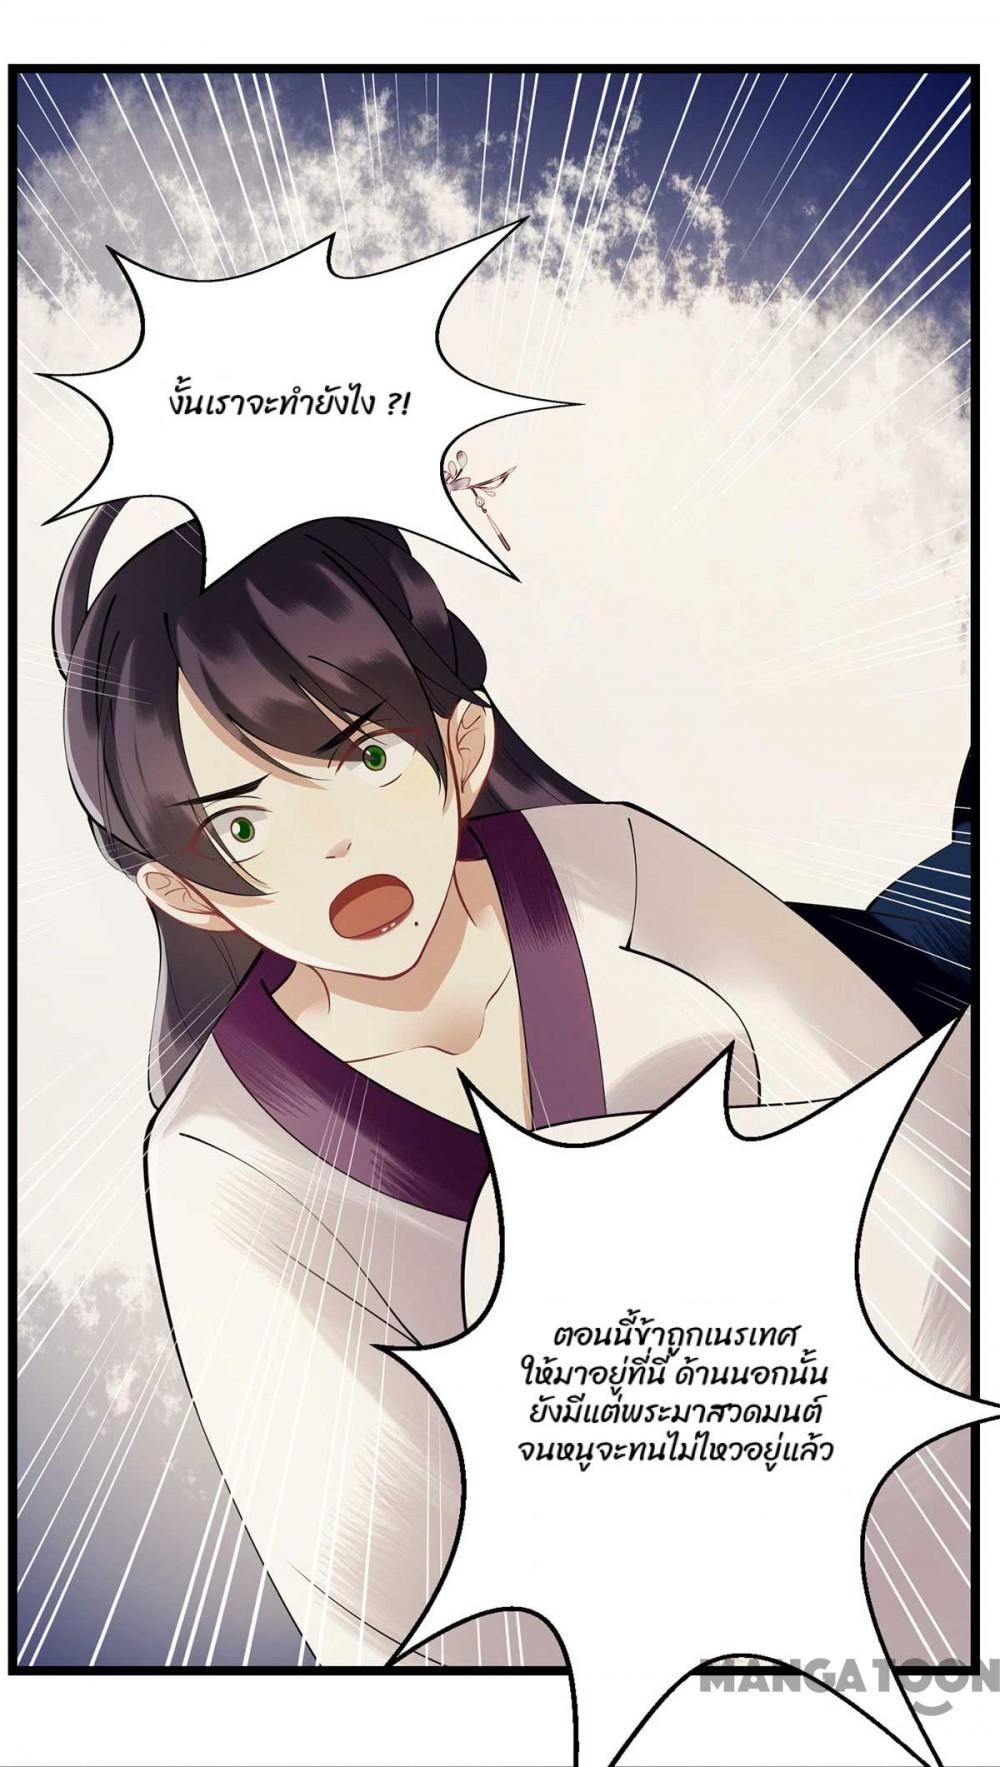 งั้นเราจะทำยังไง ?!
ตอนนี้ข้าถูกเนรเทศ
ให้มาอยู่ที่นี่ ด้านนอกนั้น
ยังมีแต่พระมาสวดมนต์
จนหนูจะทนไม่ไหวอยู่แล้ว
MANGATOON